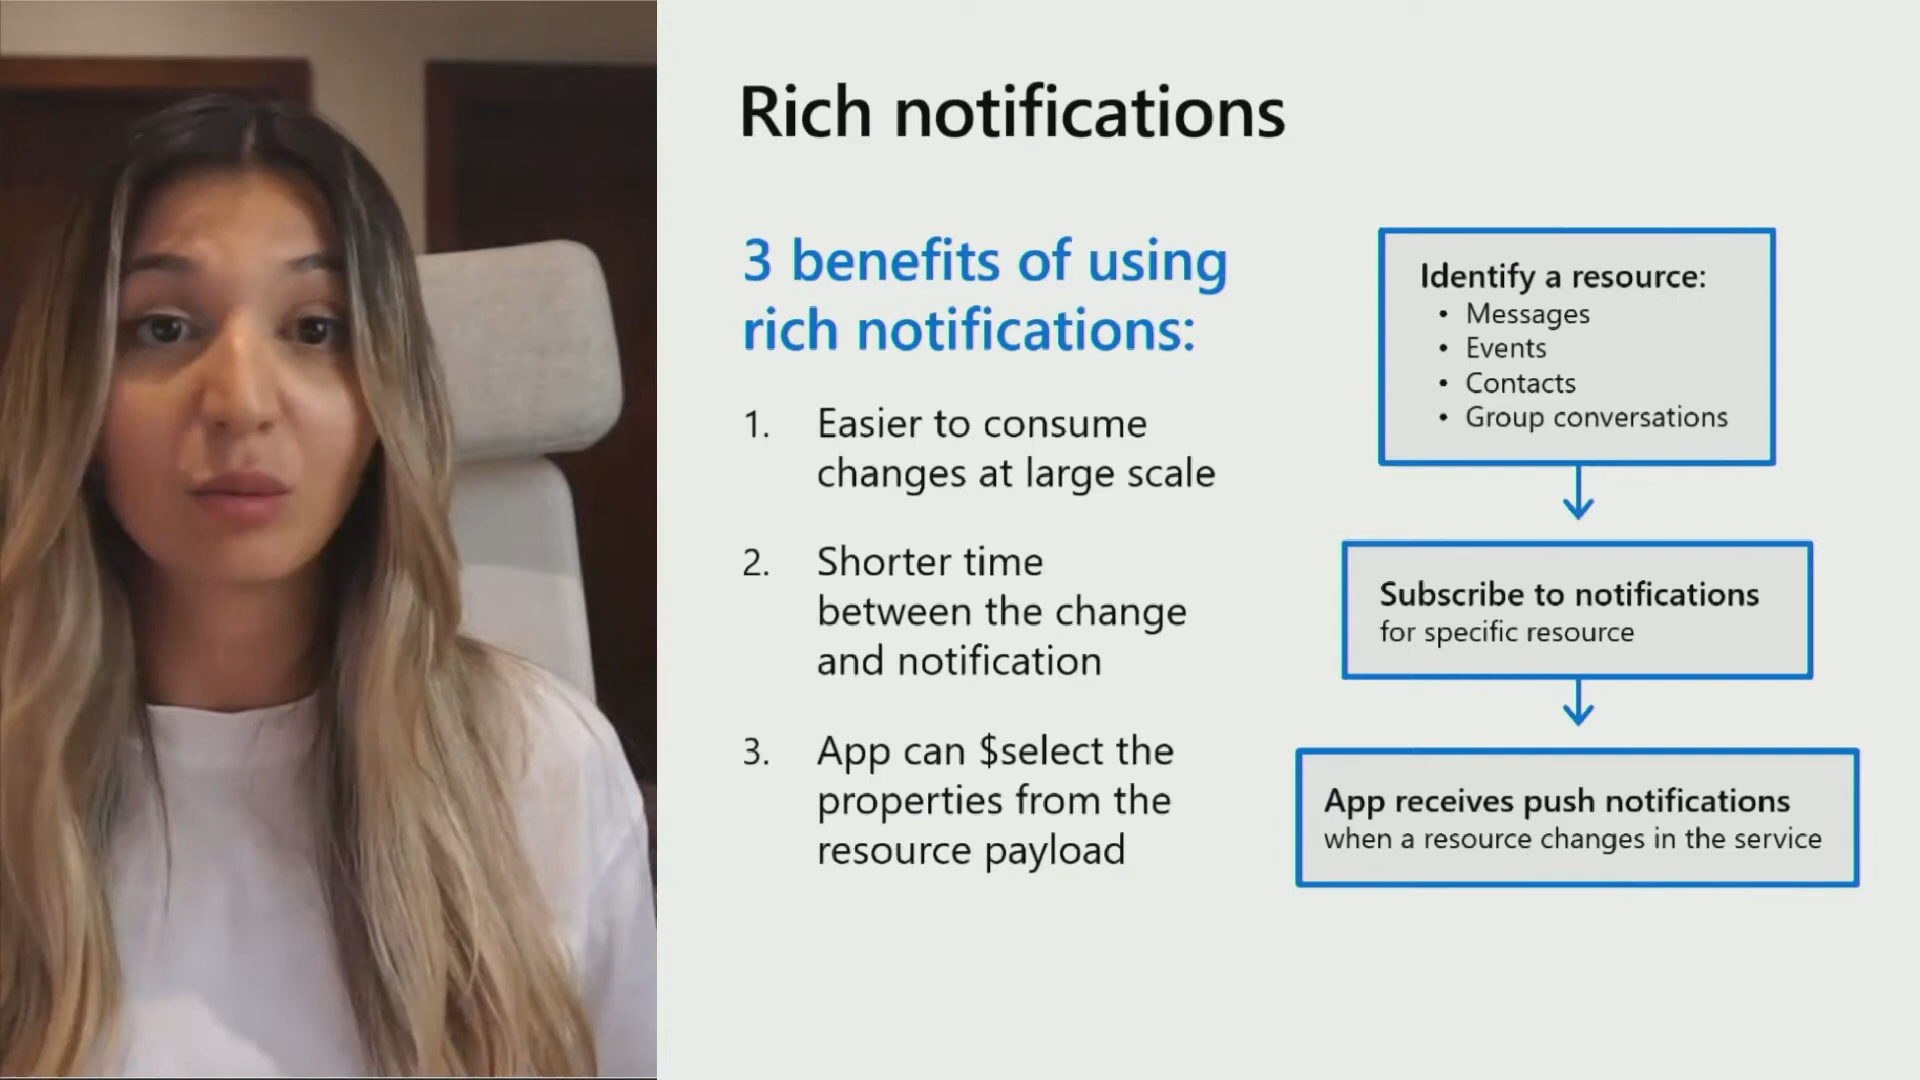 Rich notifications
3 benefits of using
rich notifications:
1. Easier to consume
changes at large scale
2. Shorter time
between the change
and notification
3. App can $select the
properties from the
resource payload
Identify a resource:
• Messages
• Events
• Contacts
• Group conversations
Subscribe to notifications
for specific resource
App receives push notifications
when a resource changes in the service